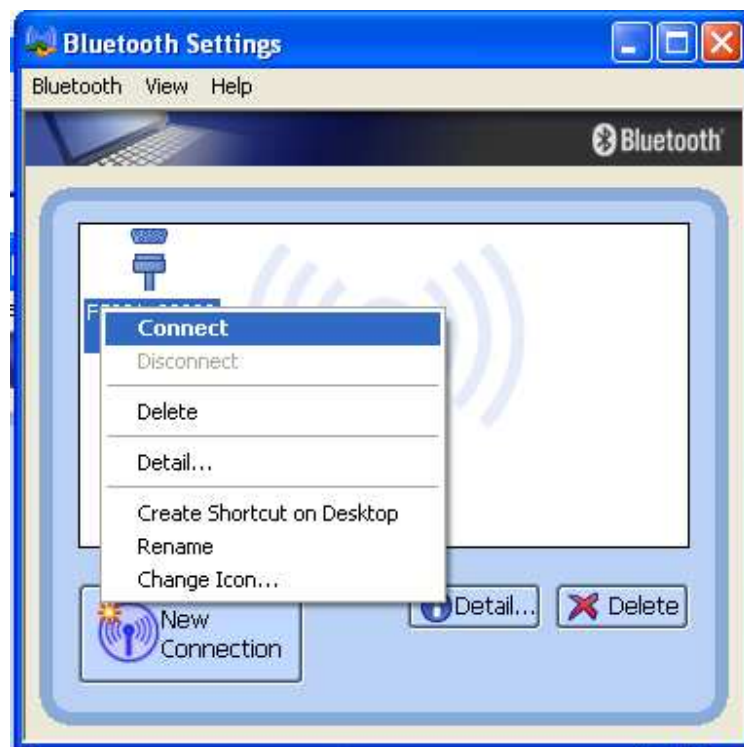 Bluetooth Settings
Bluetooth View Help
Bluetooth
Connect
Disconnect
Delete
Detail...
Create Shortcut on Desktop
Rename
Change Icon...
New
Connection
Detail...
Delete